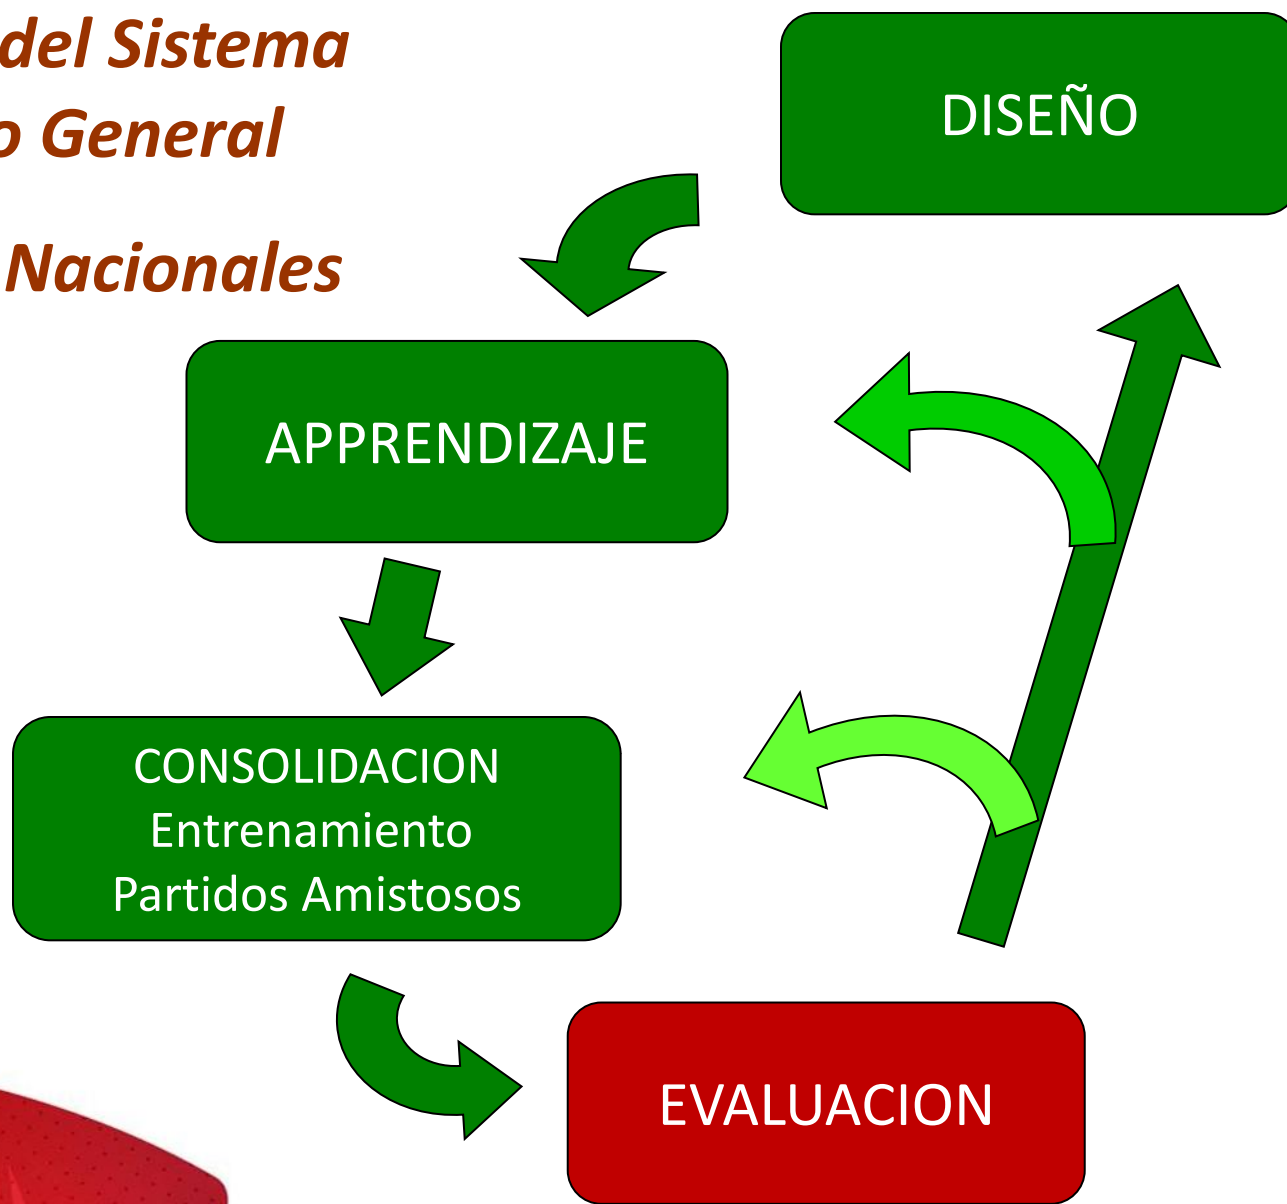 del Sistema
o General
Nacionales
DISEÑO
APPRENDIZAJE
CONSOLIDACION
Entrenamiento
Partidos Amistosos
EVALUACION